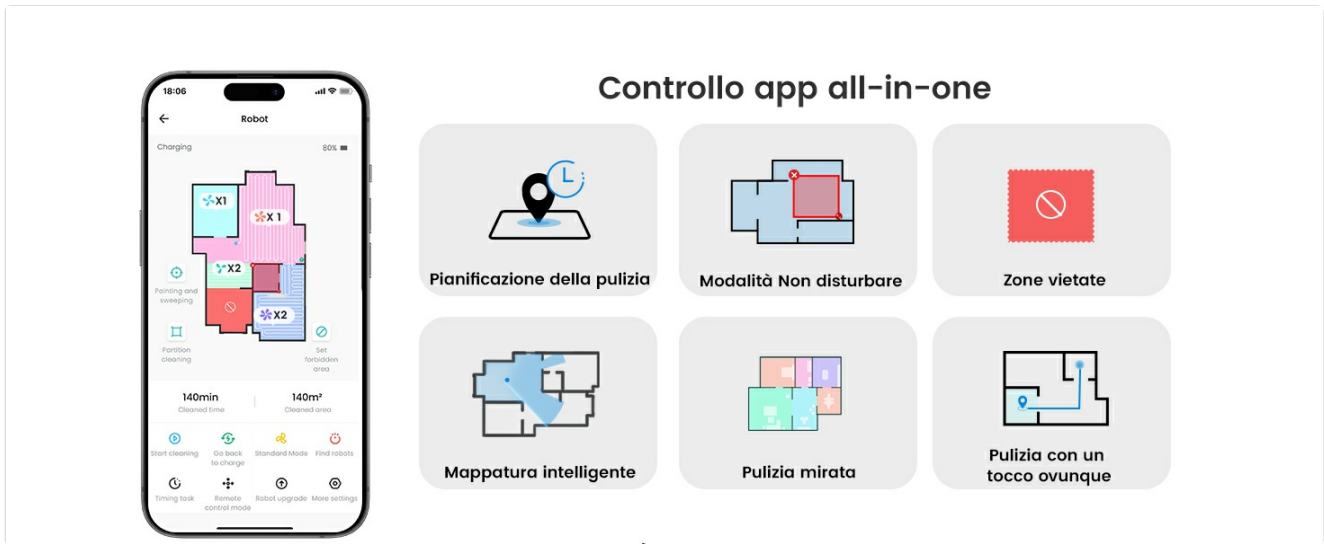 Controllo app all-in-one
18:06
Robot
Charging
80%
X1
X 1
X2
X2
Pointing and
sweeping
Partition
cleaning
Set
forbidden
area
140min
Cleaned time
140m²
Cleaned area
Start cleaning
Go back
to charge
Standard Mode
Find robots
Timing task
Remote
control mode
Robot upgrade
More settings
Pianificazione della pulizia
Modalità Non disturbare
Zone vietate
Mappatura intelligente
Pulizia mirata
Pulizia con un
tocco ovunque